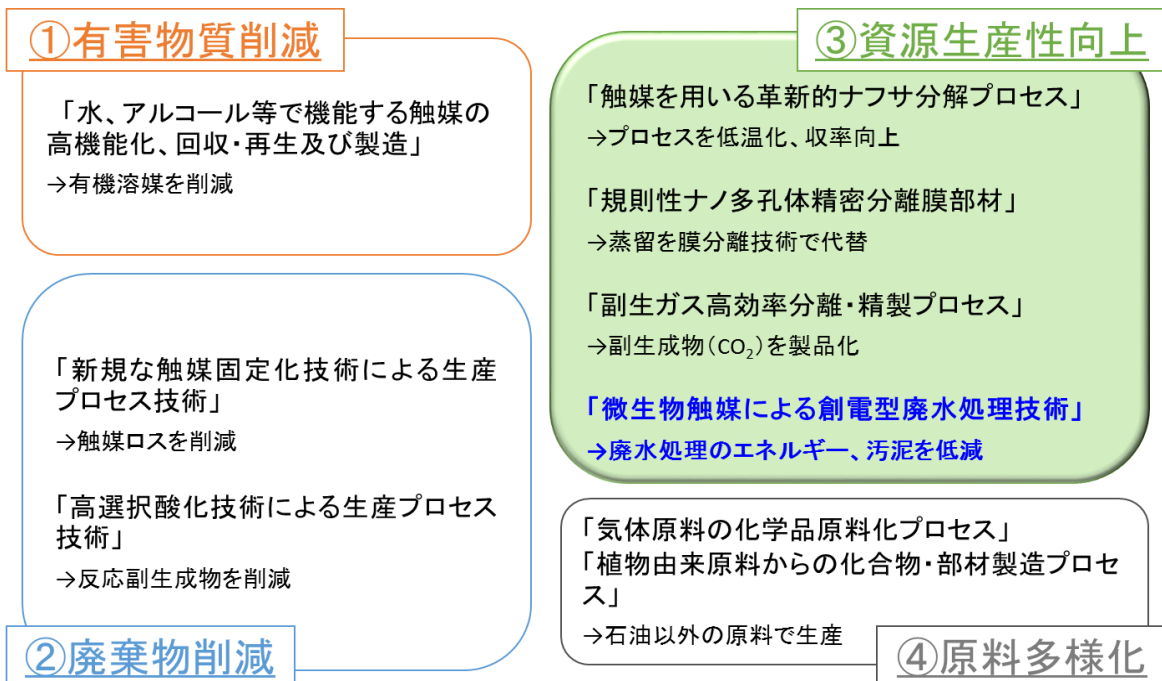 ①有害物質削減
「水、アルコール等で機能する触媒の
高機能化、回収・再生及び製造」
→有機溶媒を削減
②廃棄物削減
「新規な触媒固定化技術による生産
プロセス技術」
→触媒ロスを削減
「高選択酸化技術による生産プロセス
技術」
→反応副生成物を削減
③資源生産性向上
「触媒を用いる革新的ナフサ分解プロセス」
→プロセスを低温化、収率向上
「規則性ナノ多孔体精密分離膜部材」
→蒸留を膜分離技術で代替
「副生ガス高効率分離・精製プロセス」
→副生成物（CO₂）を製品化
「微生物触媒による創電型廃水処理技術」
→廃水処理のエネルギー、汚泥を低減
④原料多様化
「気体原料の化学品原料化プロセス」
「植物由来原料からの化合物・部材製造プロセ
ス」
→石油以外の原料で生産